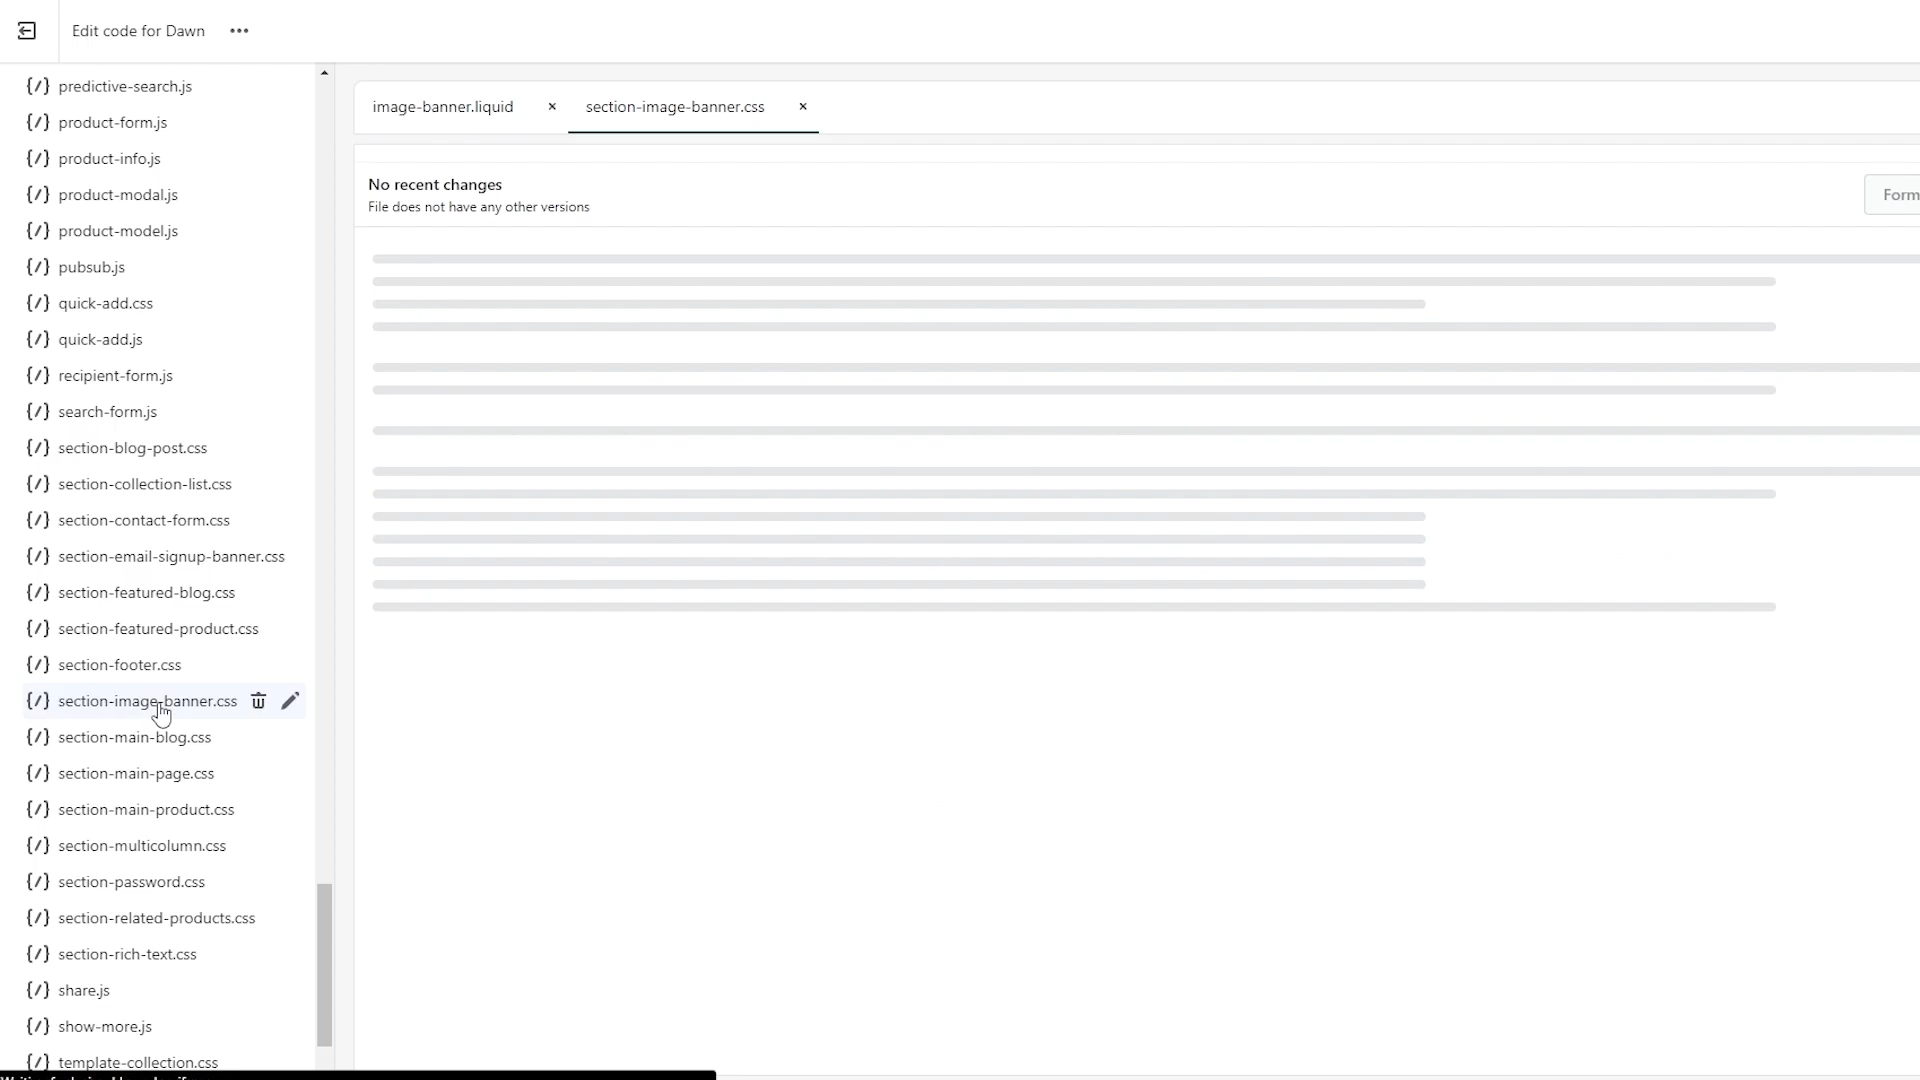 Edit code for Dawn
predictive-search.js
product-form.js
product-info.js
product-modal.js
product-model.js
pubsub.js
quick-add.css
quick-add.js
recipient-form.js
search-form.js
section-blog-post.css
section-collection-list.css
section-contact-form.css
section-email-signup-banner.css
section-featured-blog.css
section-featured-product.css
section-footer.css
section-image-banner.css
section-main-blog.css
section-main-page.css
section-main-product.css
section-multicolumn.css
section-password.css
section-related-products.css
section-rich-text.css
share.js
show-more.js
template-collection.css
image-banner.liquid
section-image-banner.css
No recent changes
File does not have any other versions
Form